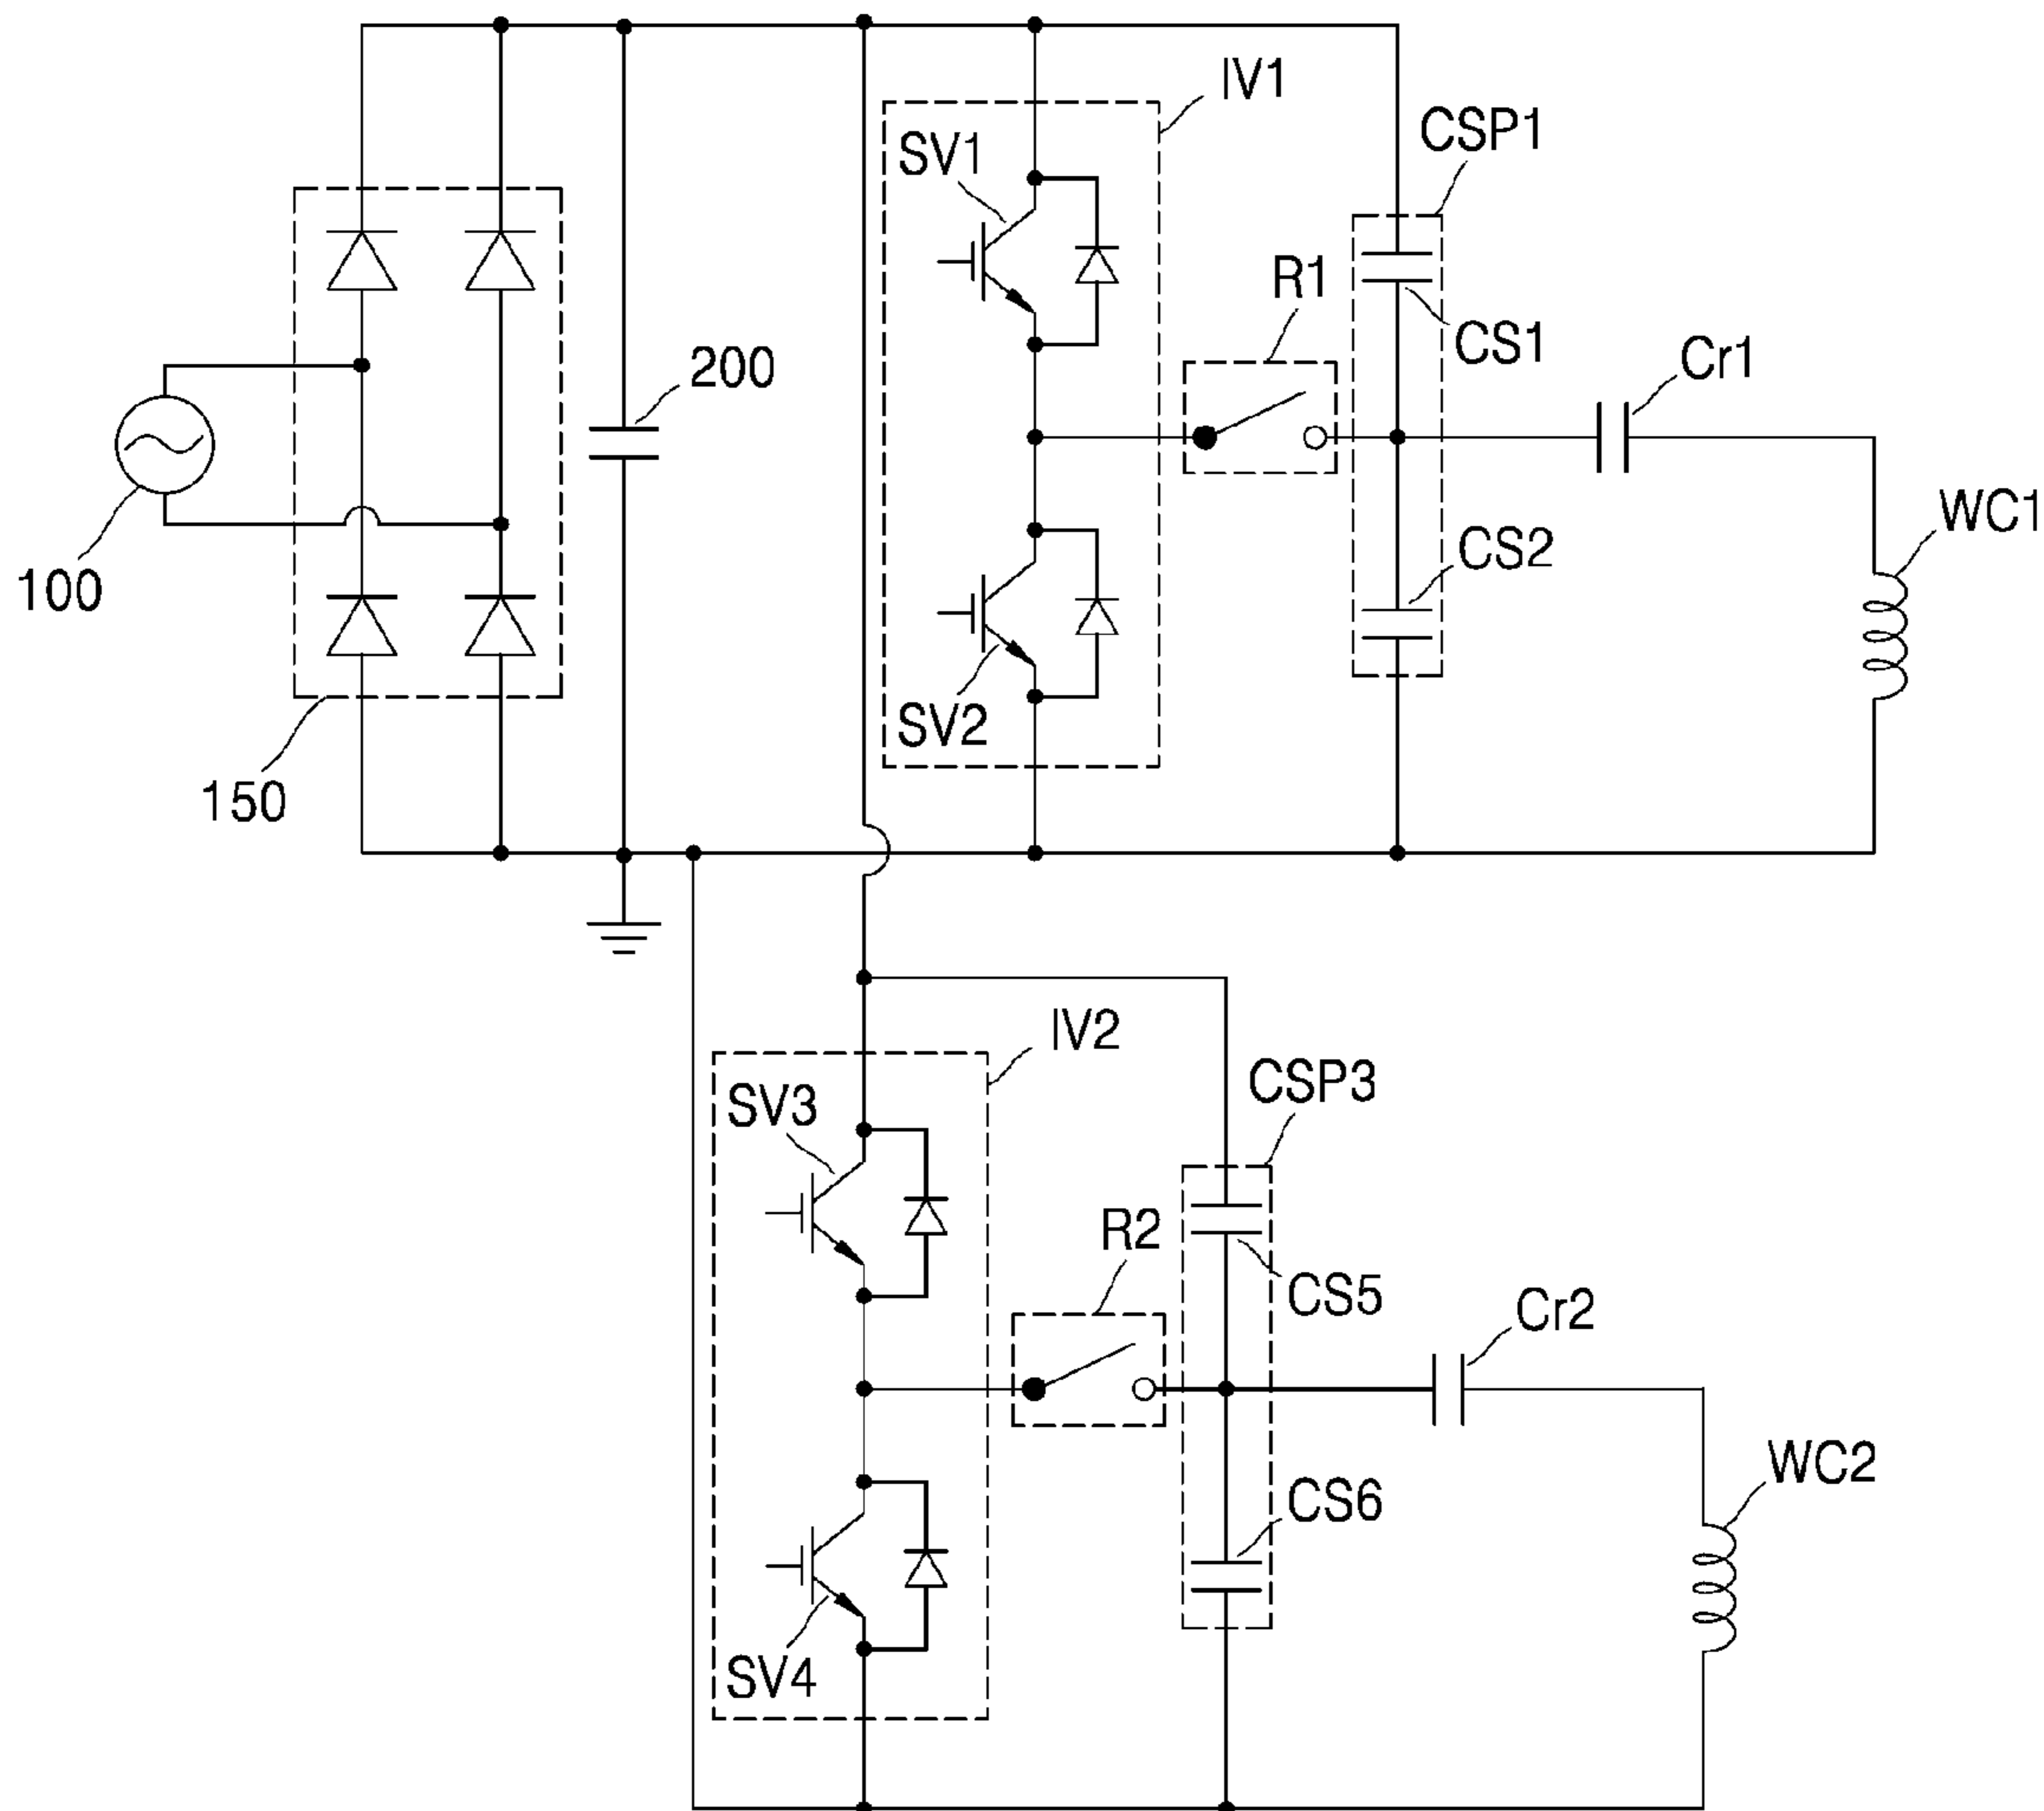 IV1
CSP1
SV1
R1
CS1
Cr1
200
WC1
CS2
100
SV2
150
IV2
CSP3
SV3
R2
CS5
Cr2
WC2
CS6
SV4